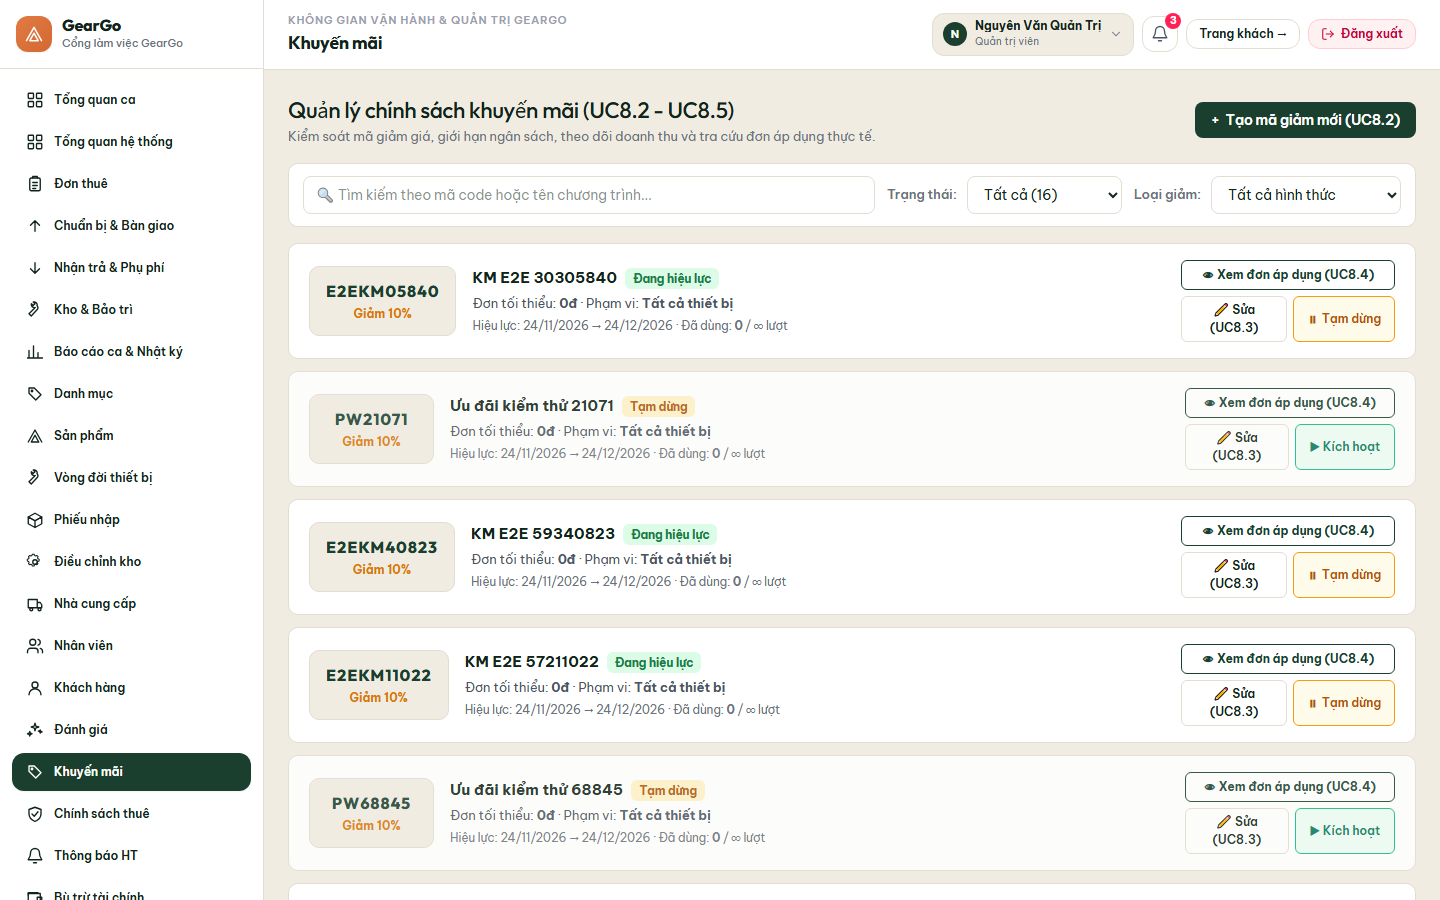 GearGo
Cổng làm việc GearGo
Tổng quan ca
Tổng quan hệ thống
Đơn thuê
Chuẩn bị & Bàn giao
Nhận trả & Phụ phí
Kho & Bảo trì
Báo cáo ca & Nhật ký
Danh mục
Sản phẩm
Vòng đời thiết bị
Phiếu nhập
Điều chỉnh kho
Nhà cung cấp
Nhân viên
Khách hàng
Đánh giá
Khuyến mãi
Chính sách thuê
Thông báo HT
Bù trừ tài chính
KHÔNG GIAN VẬN HÀNH & QUẢN TRỊ GEARGO
Khuyến mãi
N
Nguyễn Văn Quản Trị
Quản trị viên
3
Trang khách →
Đăng xuất
Quản lý chính sách khuyến mãi (UC8.2 - UC8.5)
Kiểm soát mã giảm giá, giới hạn ngân sách, theo dõi doanh thu và tra cứu đơn áp dụng thực tế.
+ Tạo mã giảm mới (UC8.2)
Tìm kiếm theo mã code hoặc tên chương trình...
Trạng thái:
Tất cả (16)
Loại giảm:
Tất cả hình thức
E2EKM05840
Giảm 10%
KM E2E 30305840
Đang hiệu lực
Đơn tối thiểu: 0đ · Phạm vi: Tất cả thiết bị
Hiệu lực: 24/11/2026 → 24/12/2026 · Đã dùng: 0 / ∞ lượt
Xem đơn áp dụng (UC8.4)
Sửa
(UC8.3)
Tạm dừng
PW21071
Giảm 10%
Ưu đãi kiểm thử 21071
Tạm dừng
Đơn tối thiểu: 0đ · Phạm vi: Tất cả thiết bị
Hiệu lực: 24/11/2026 → 24/12/2026 · Đã dùng: 0 / ∞ lượt
Xem đơn áp dụng (UC8.4)
Sửa
(UC8.3)
Kích hoạt
E2EKM40823
Giảm 10%
KM E2E 59340823
Đang hiệu lực
Đơn tối thiểu: 0đ · Phạm vi: Tất cả thiết bị
Hiệu lực: 24/11/2026 → 24/12/2026 · Đã dùng: 0 / ∞ lượt
Xem đơn áp dụng (UC8.4)
Sửa
(UC8.3)
Tạm dừng
E2EKM11022
Giảm 10%
KM E2E 57211022
Đang hiệu lực
Đơn tối thiểu: 0đ · Phạm vi: Tất cả thiết bị
Hiệu lực: 24/11/2026 → 24/12/2026 · Đã dùng: 0 / ∞ lượt
Xem đơn áp dụng (UC8.4)
Sửa
(UC8.3)
Tạm dừng
PW68845
Giảm 10%
Ưu đãi kiểm thử 68845
Tạm dừng
Đơn tối thiểu: 0đ · Phạm vi: Tất cả thiết bị
Hiệu lực: 24/11/2026 → 24/12/2026 · Đã dùng: 0 / ∞ lượt
Xem đơn áp dụng (UC8.4)
Sửa
(UC8.3)
Kích hoạt